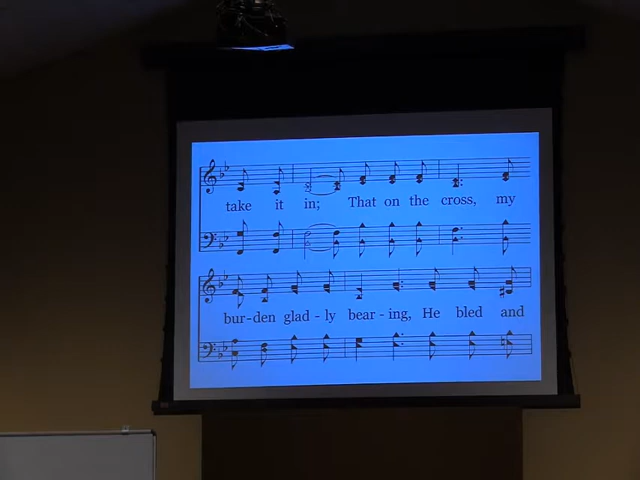 take it in; That on the cross, my
bur-den glad - ly bear - ing, He bled and